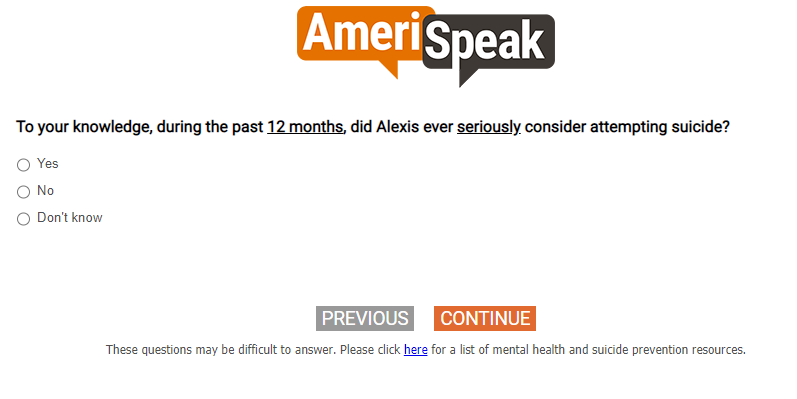 AmeriSpeak
To your knowledge, during the past 12 months, did Alexis ever seriously consider attempting suicide?
Yes
No
Don't know
PREVIOUS CONTINUE
These questions may be difficult to answer. Please click here for a list of mental health and suicide prevention resources.